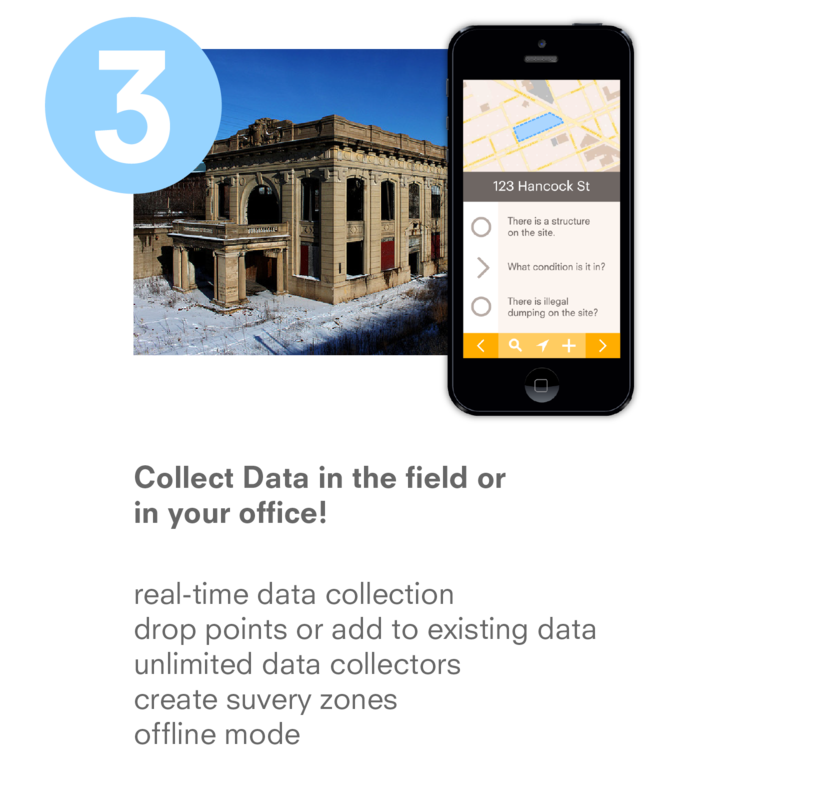 3
123 Hancock St
There is a structure
on the site.
What condition is it in?
There is illegal
dumping on the site?
Collect Data in the field or
in your office!
real-time data collection
drop points or add to existing data
unlimited data collectors
create suvery zones
offline mode